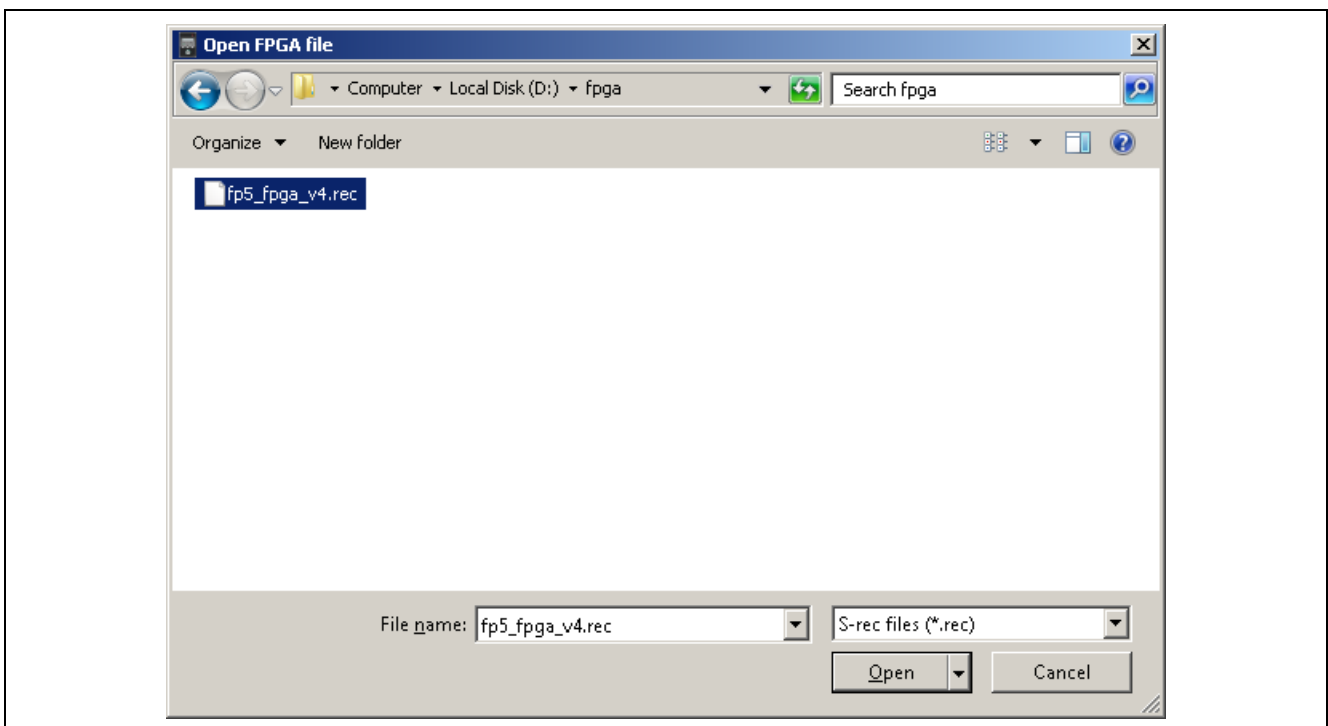 Open FPGA file
Computer Local Disk (D:) fpga Search fpga
Organize New folder
fp5_fpga_v4.rec
File name: fp5_fpga_v4.rec S-rec files (*.rec)
Open Cancel